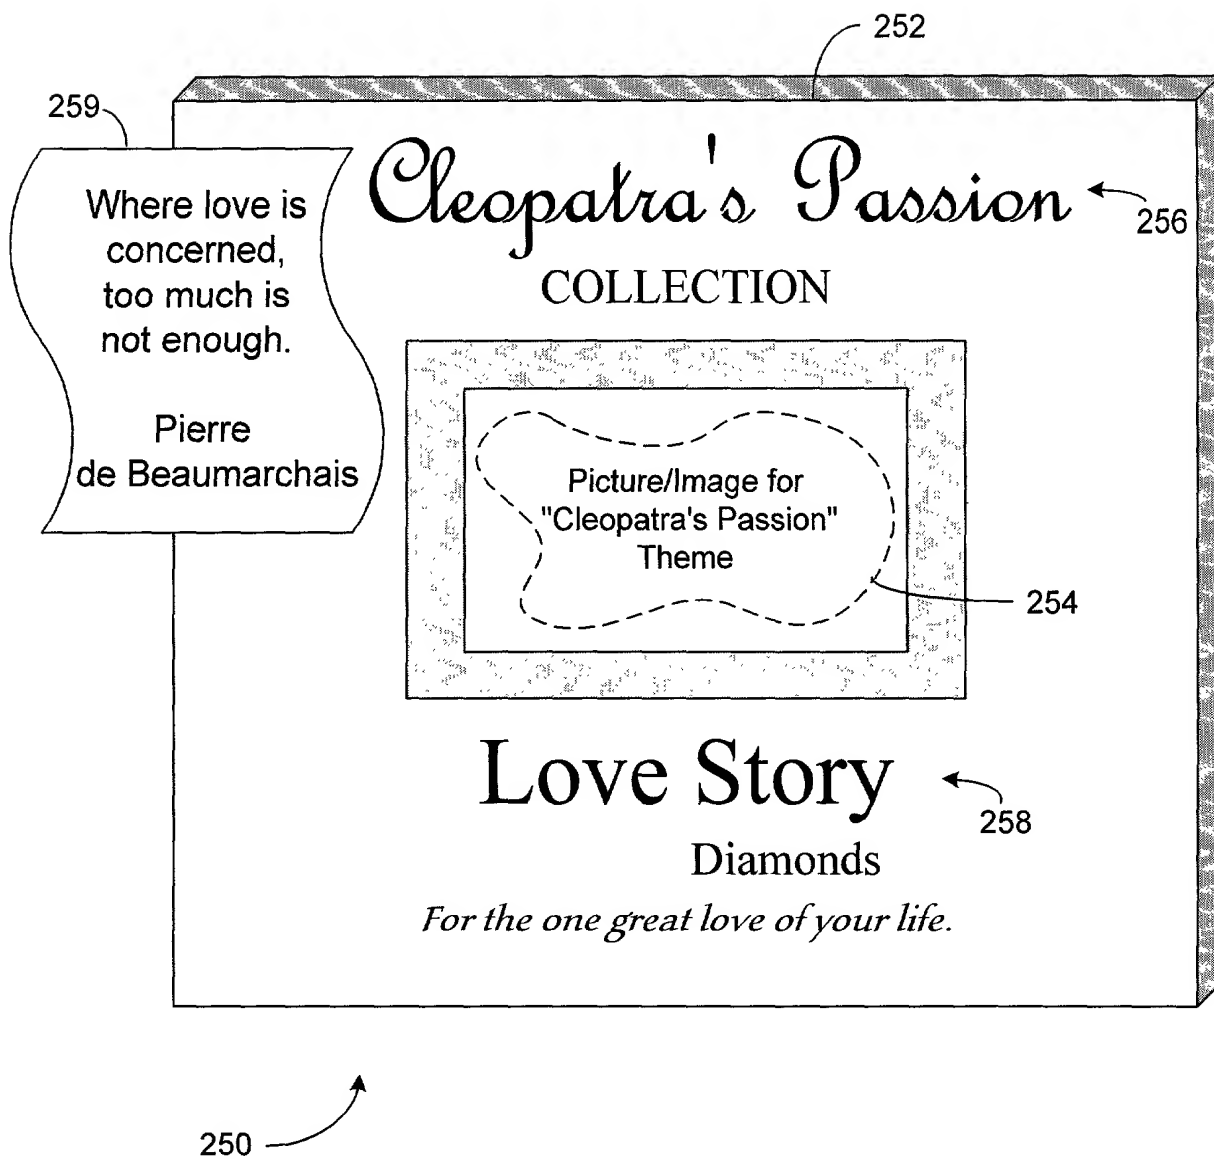 252
259
Where love is
concerned,
too much is
not enough.
Pierre
de Beaumarchais
Cleopatra's Passion
256
COLLECTION
Picture/Image for
"Cleopatra's Passion"
Theme
254
Love Story
258
Diamonds
For the one great love of your life.
250